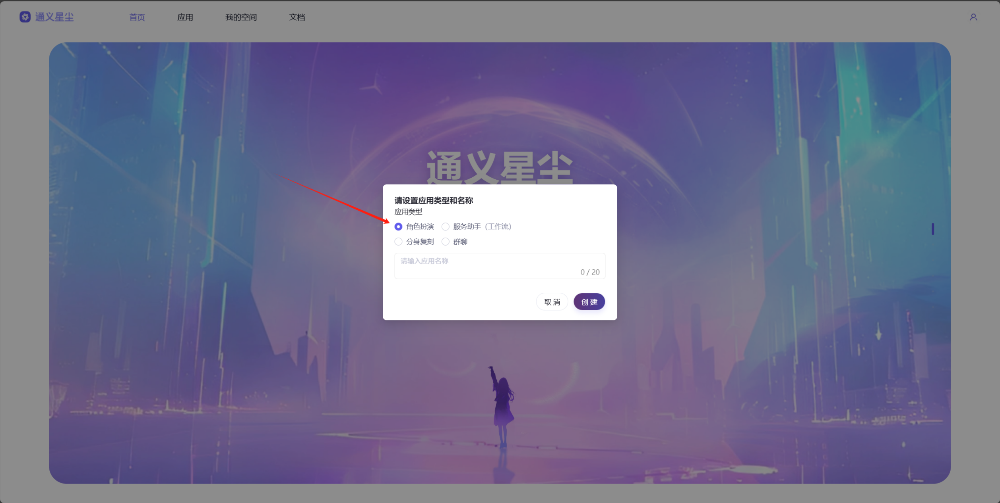 通义星尘 首页 应用 我的空间 文档
通义星尘
请设置应用类型和名称
应用类型
角色扮演 服务助手 (工作流)
分身复刻 群聊
请输入应用名称
0 / 20
取 消 创 建